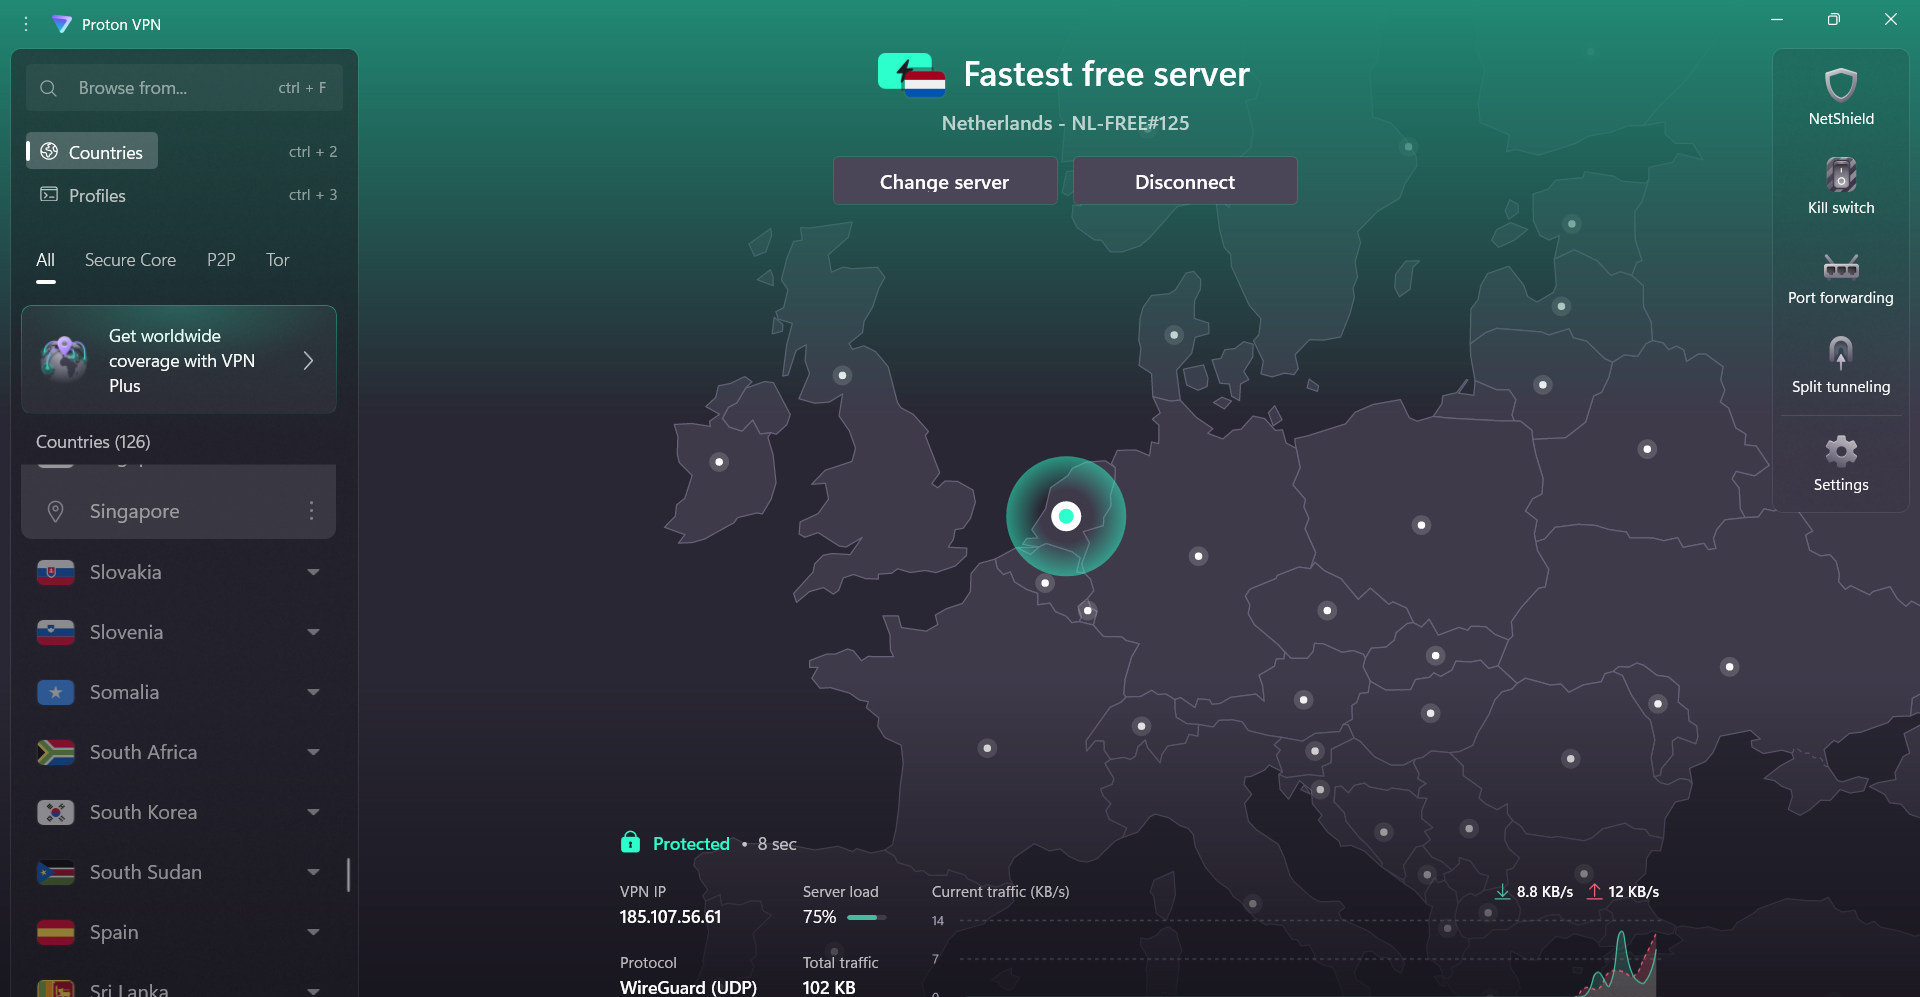 Proton VPN
Browse from...
ctrl + F
Countries
ctrl + 2
Profiles
ctrl + 3
All
Secure Core
P2P
Tor
Get worldwide
coverage with VPN
Plus
Countries (126)
Singapore
Slovakia
Slovenia
Somalia
South Africa
South Korea
South Sudan
Spain
Sri Lanka
Fastest free server
Netherlands - NL-FREE#125
Change server
Disconnect
Protected • 8 sec
VPN IP
185.107.56.61
Server load
75%
Protocol
WireGuard (UDP)
Total traffic
102 KB
Current traffic (KB/s)
8.8 KB/s
12 KB/s
14
7
0
NetShield
Kill switch
Port forwarding
Split tunneling
Settings